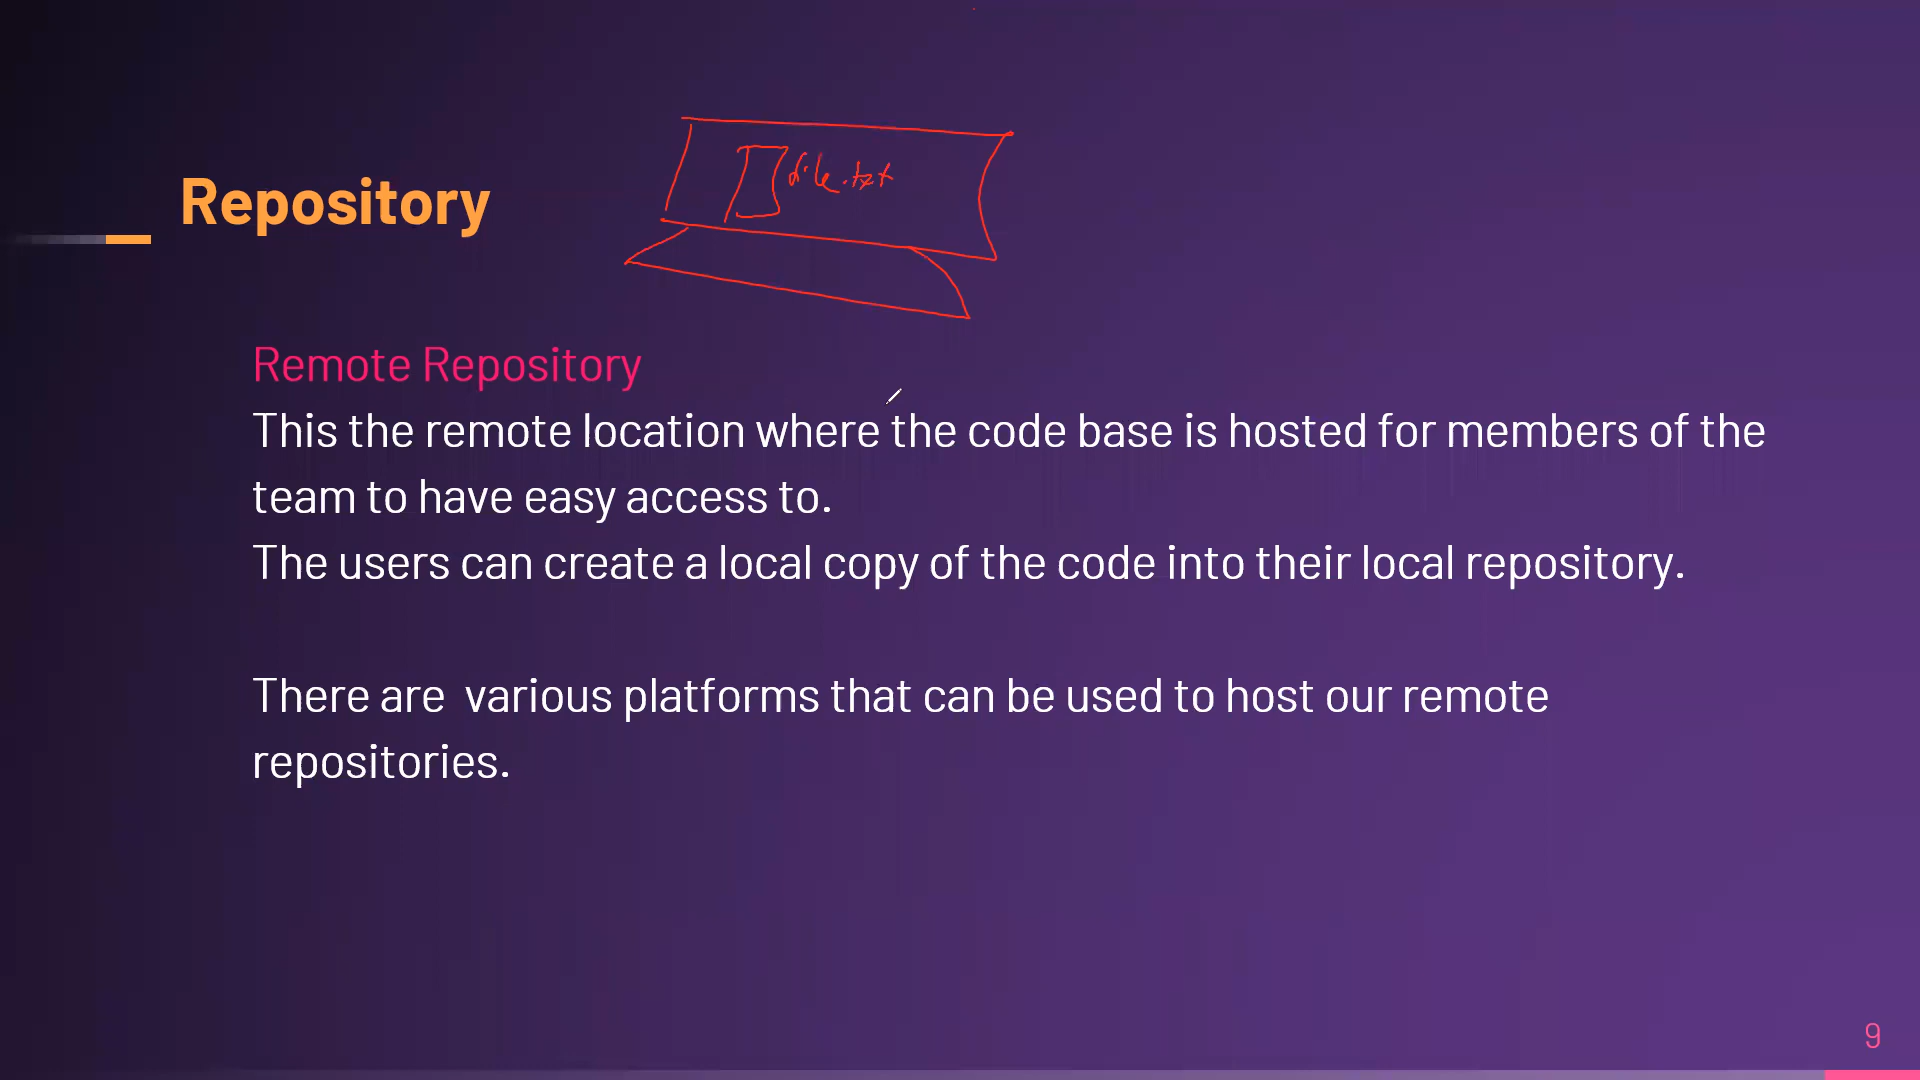 file.txt
Repository
Remote Repository
This the remote location where the code base is hosted for members of the
team to have easy access to.
The users can create a local copy of the code into their local repository.
There are  various platforms that can be used to host our remote
repositories.
9